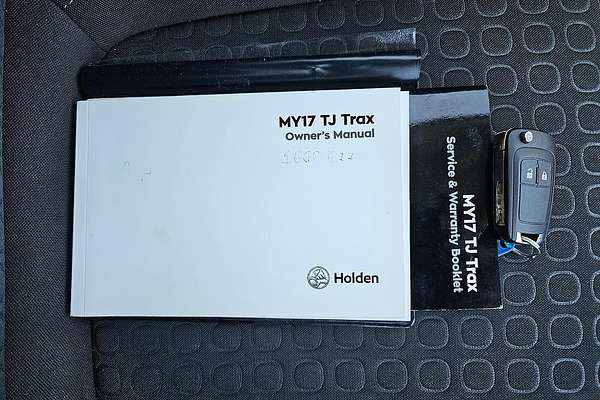 MY17 TJ Trax
Owner's Manual
Holden
MY17 TJ Trax
Service & Warranty Booklet